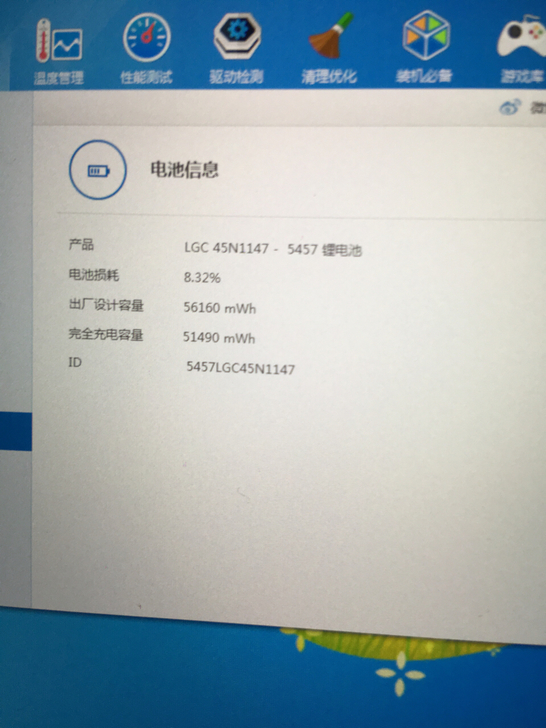 温度管理 性能测试 驱动检测 清理优化 装机必备 游戏库
微
电池信息
产品 LGC 45N1147 - 5457 锂电池
电池损耗 8.32%
出厂设计容量 56160 mWh
完全充电容量 51490 mWh
ID 5457LGC45N1147